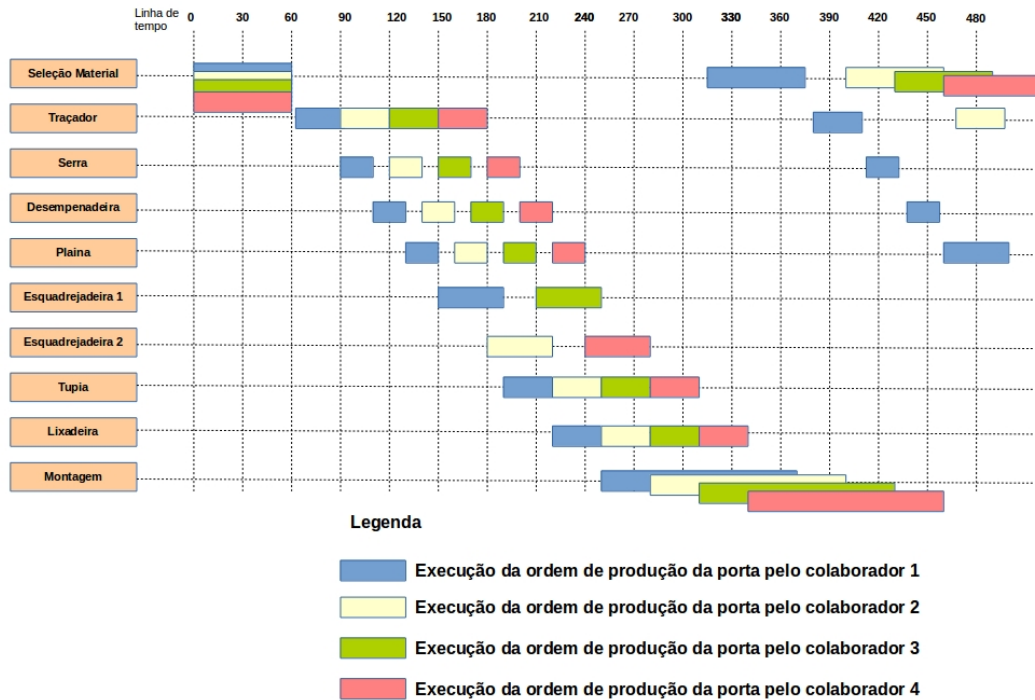 Linha de
tempo
0 30 60 90 120 150 180 210 240 270 300 330 360 390 420 450 480
Seleção Material
Traçador
Serra
Desempenadeira
Plaina
Esquadrejadeira 1
Esquadrejadeira 2
Tupia
Lixadeira
Montagem
Legenda
Execução da ordem de produção da porta pelo colaborador 1
Execução da ordem de produção da porta pelo colaborador 2
Execução da ordem de produção da porta pelo colaborador 3
Execução da ordem de produção da porta pelo colaborador 4